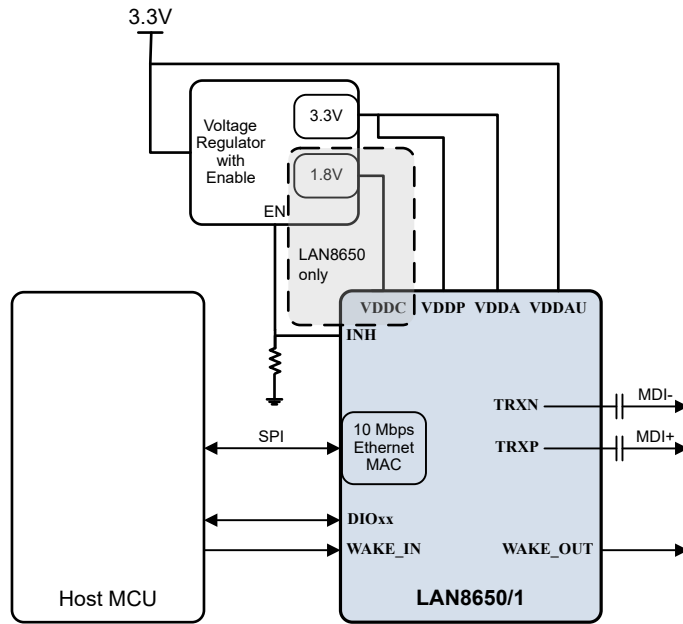 3.3V
Voltage
Regulator
with
Enable
3.3V
1.8V
EN
LAN8650
only
VDDC VDDP VDDA VDDAU
INH
TRXN
MDI-
SPI
10 Mbps
Ethernet
MAC
TRXP
MDI+
DIOxx
WAKE_IN
WAKE_OUT
Host MCU
LAN8650/1